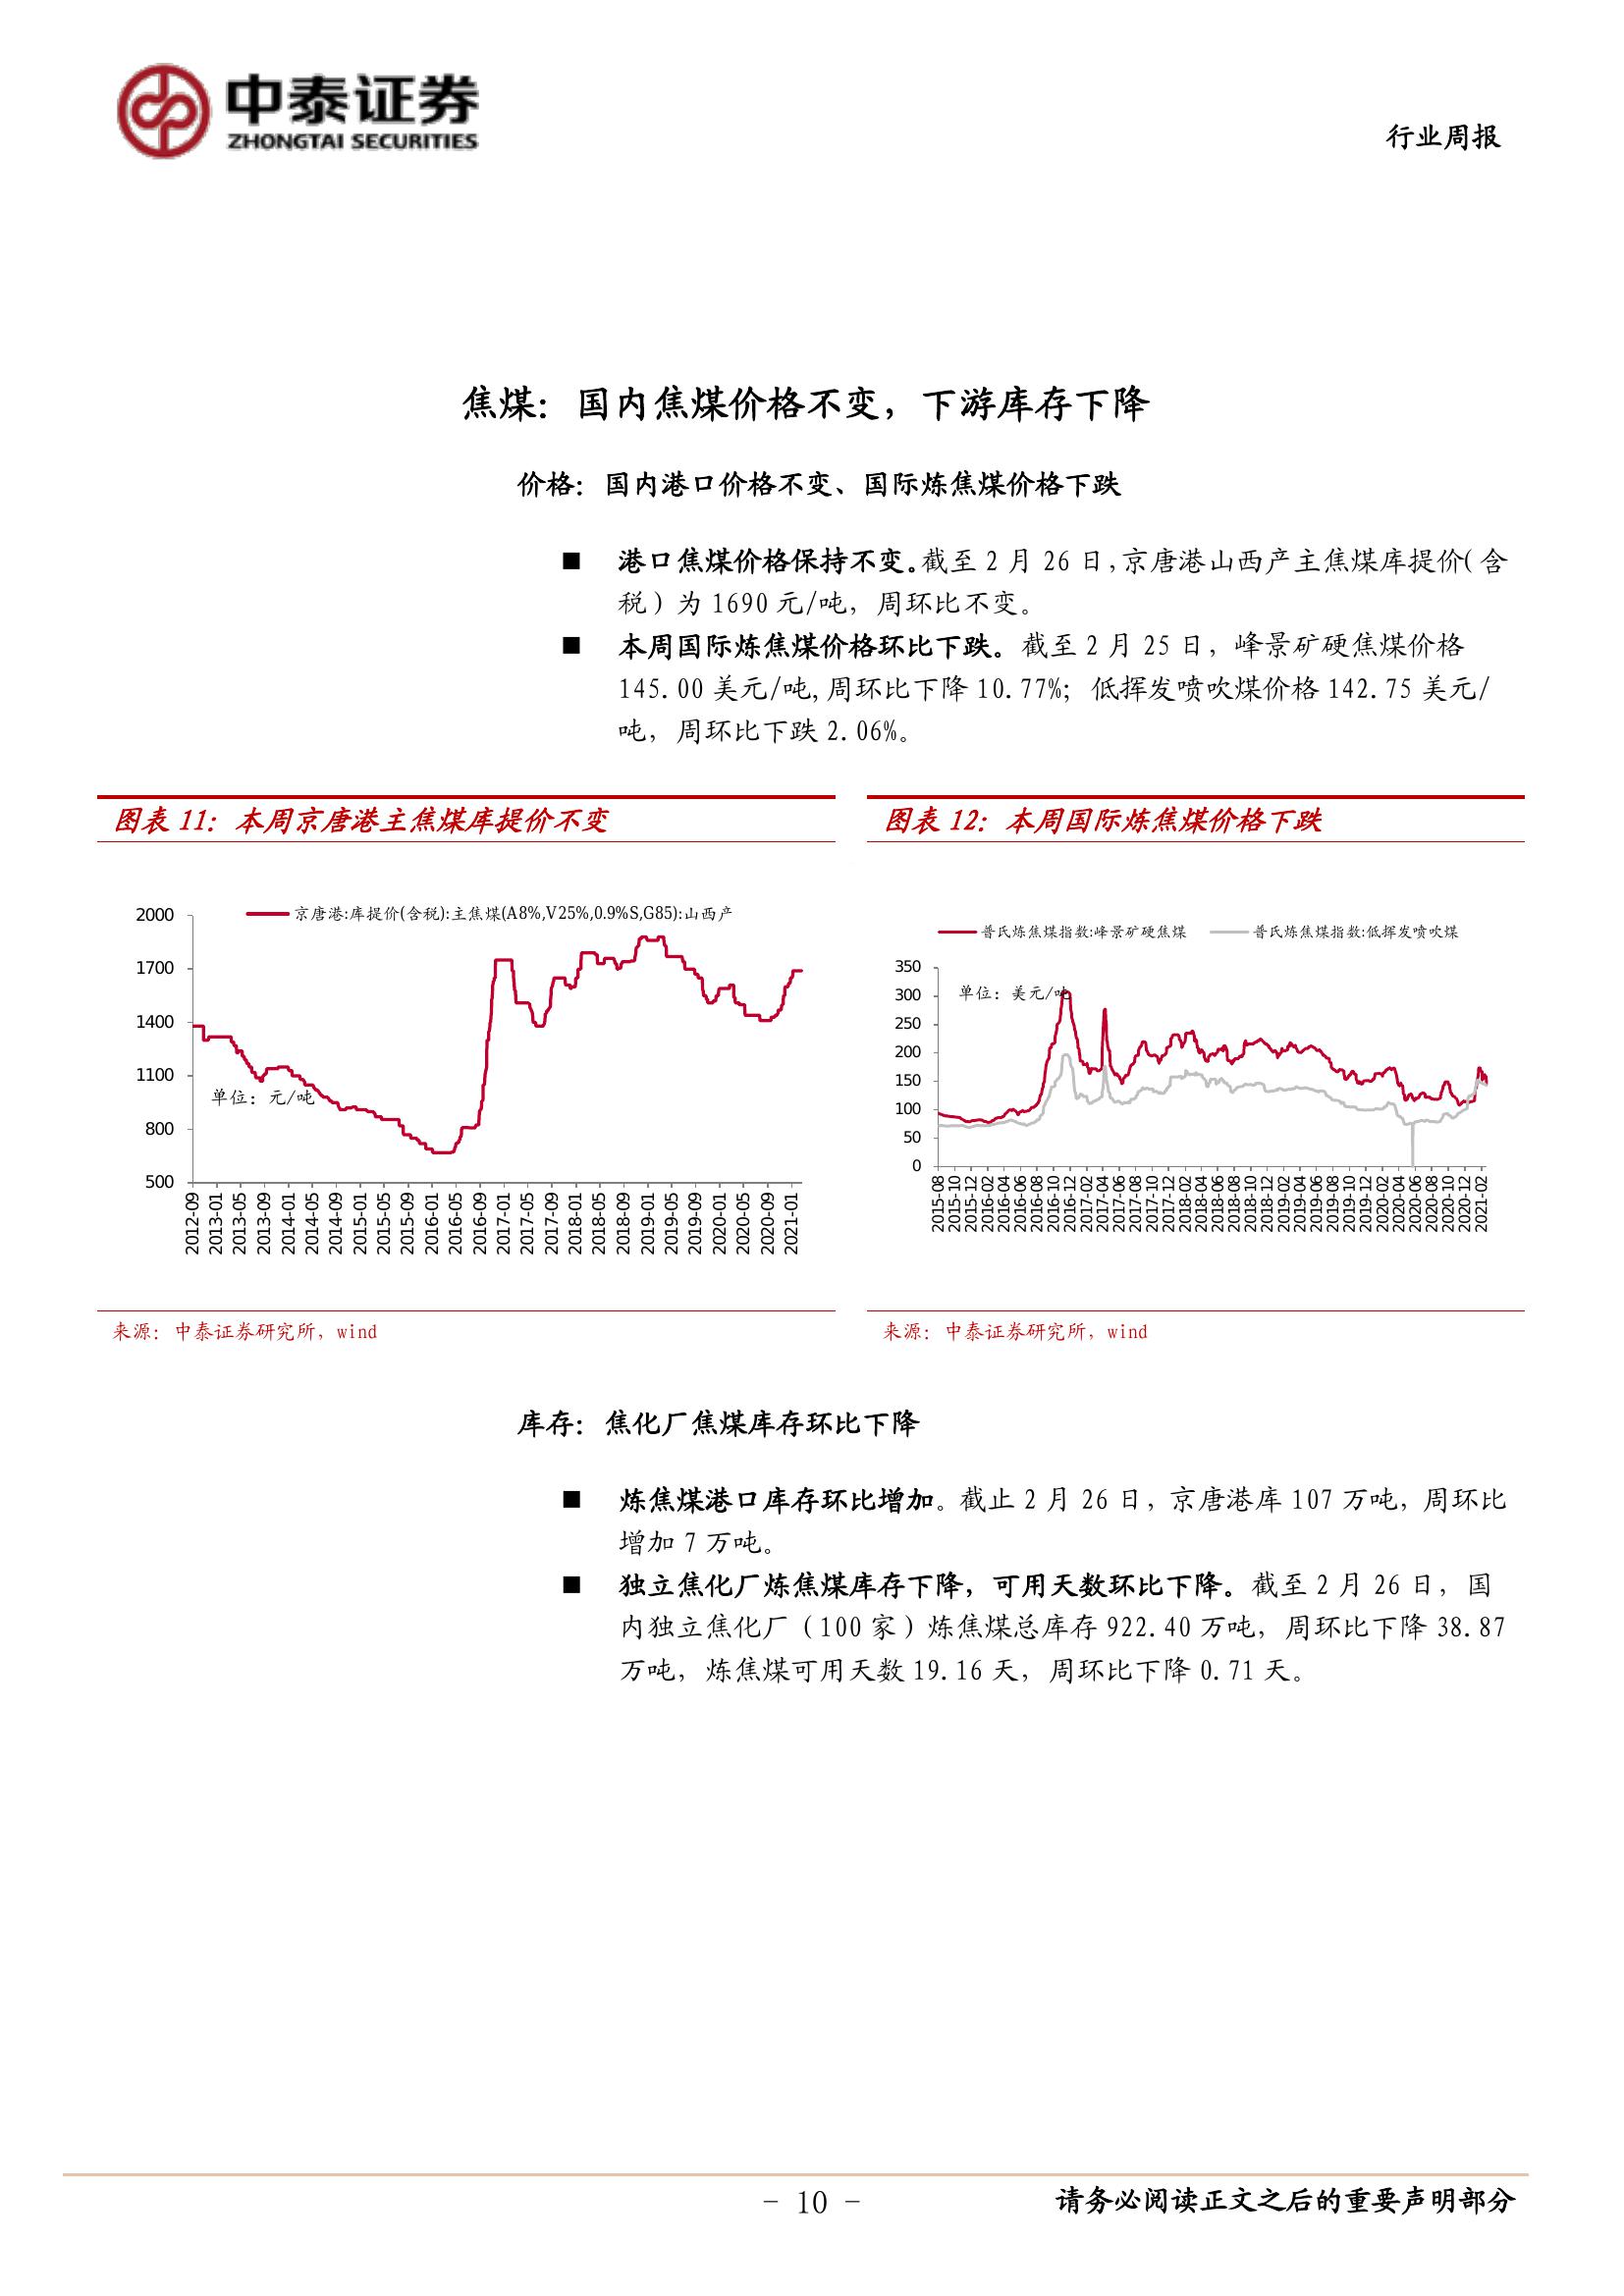 中泰证券
ZHONGTAI SECURITIES
行业周报
焦煤：国内焦煤价格不变，下游库存下降
价格：国内港口价格不变、国际炼焦煤价格下跌
■ 港口焦煤价格保持不变。截至 2 月 26 日,京唐港山西产主焦煤库提价(含
税）为 1690 元/吨，周环比不变。
■ 本周国际炼焦煤价格环比下跌。截至 2 月 25 日，峰景矿硬焦煤价格
145.00 美元/吨,周环比下降 10.77%；低挥发喷吹煤价格 142.75 美元/
吨，周环比下跌 2.06%。
图表 11：本周京唐港主焦煤库提价不变
京唐港:库提价(含税):主焦煤(A8%,V25%,0.9%S,G85):山西产
2000
1700
1400
1100
800
500
单位：元/吨
2012-09
2013-01
2013-05
2013-09
2014-01
2014-05
2014-09
2015-01
2015-05
2015-09
2016-01
2016-05
2016-09
2017-01
2017-05
2017-09
2018-01
2018-05
2018-09
2019-01
2019-05
2019-09
2020-01
2020-05
2020-09
2021-01
来源：中泰证券研究所，wind
图表 12：本周国际炼焦煤价格下跌
普氏炼焦煤指数:峰景矿硬焦煤
普氏炼焦煤指数:低挥发喷吹煤
350
300
250
200
150
100
50
0
单位：美元/吨
2015-08
2015-10
2015-12
2016-02
2016-04
2016-06
2016-08
2016-10
2016-12
2017-02
2017-04
2017-06
2017-08
2017-10
2017-12
2018-02
2018-04
2018-06
2018-08
2018-10
2018-12
2019-02
2019-04
2019-06
2019-08
2019-10
2019-12
2020-02
2020-04
2020-06
2020-08
2020-10
2020-12
2021-02
来源：中泰证券研究所，wind
库存：焦化厂焦煤库存环比下降
■ 炼焦煤港口库存环比增加。截止 2 月 26 日，京唐港库 107 万吨，周环比
增加 7 万吨。
■ 独立焦化厂炼焦煤库存下降，可用天数环比下降。截至 2 月 26 日，国
内独立焦化厂（100 家）炼焦煤总库存 922.40 万吨，周环比下降 38.87
万吨，炼焦煤可用天数 19.16 天，周环比下降 0.71 天。
- 10 -
请务必阅读正文之后的重要声明部分